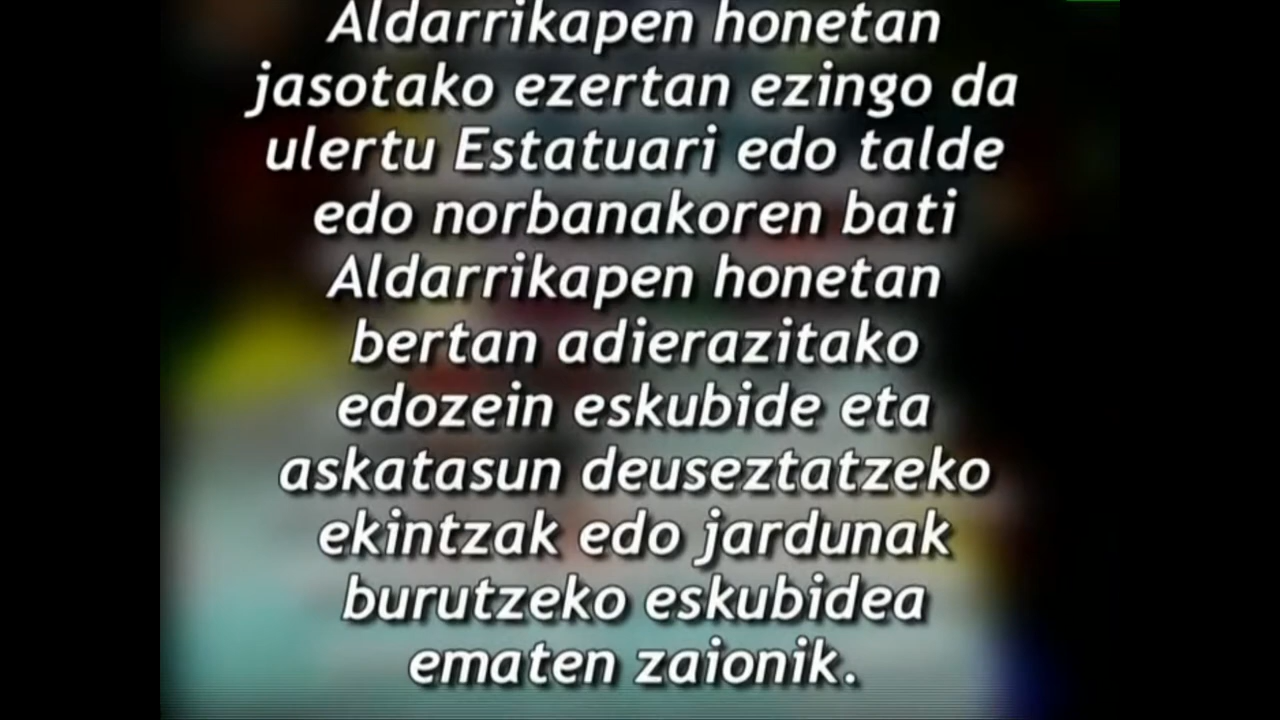 Aldarrikapen honetan
jasotako ezertan ezingo da
ulertu Estatuari edo talde
edo norbanakoren bati
Aldarrikapen honetan
bertan adierazitako
edozein eskubide eta
askatasun deuseztatzeko
ekintzak edo jardunak
burutzeko eskubidea
ematen zaionik.